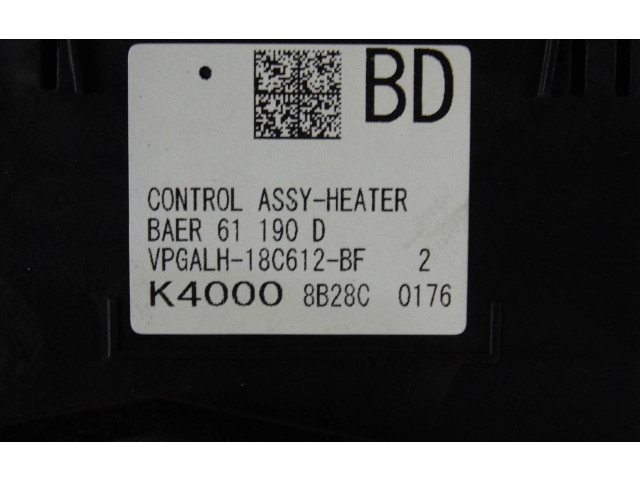 BD
CONTROL ASSY-HEATER
BAER 61 190 D
VPGALH-18C612-BF 2
K4000 8B28C 0176